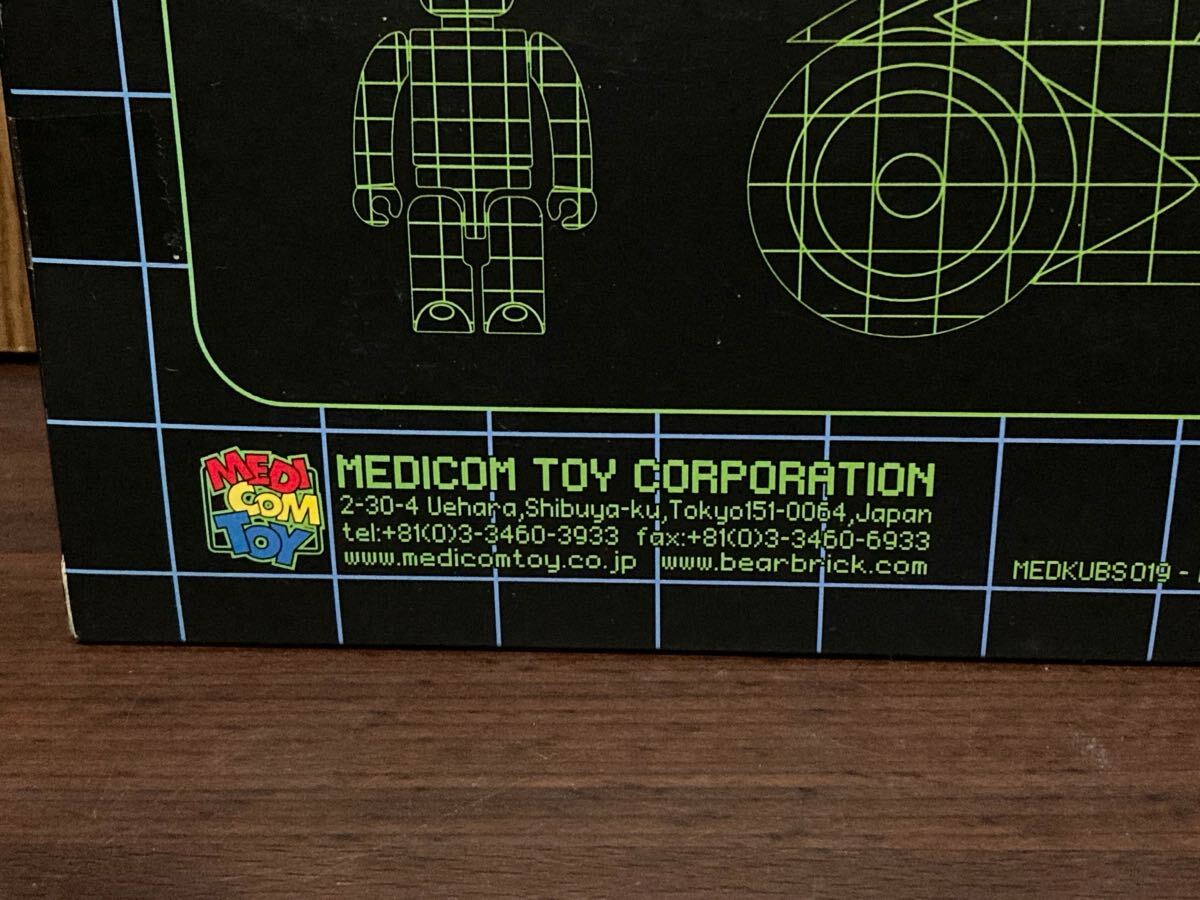 MEDI
COM
TOY
MEDICOM TOY CORPORATION
2-30-4 Uehara,Shibuya-ku,Tokyo151-0064,Japan
tel:+81(0)3-3460-3933 fax:+81(0)3-3460-6933
www.medicomtoy.co.jp www.bearbrick.com
MEDKUBS019 -